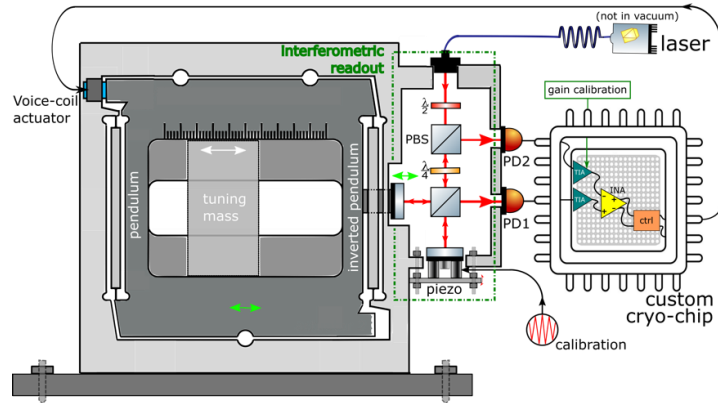 (not in vacuum)
laser
Interferometric
readout
Voice-coil
actuator
gain calibration
λ
2
PBS
PD2
λ
4
TIA
INA
TIA
ctrl
tuning
mass
pendulum
inverted pendulum
PD1
piezo
custom
cryo-chip
calibration